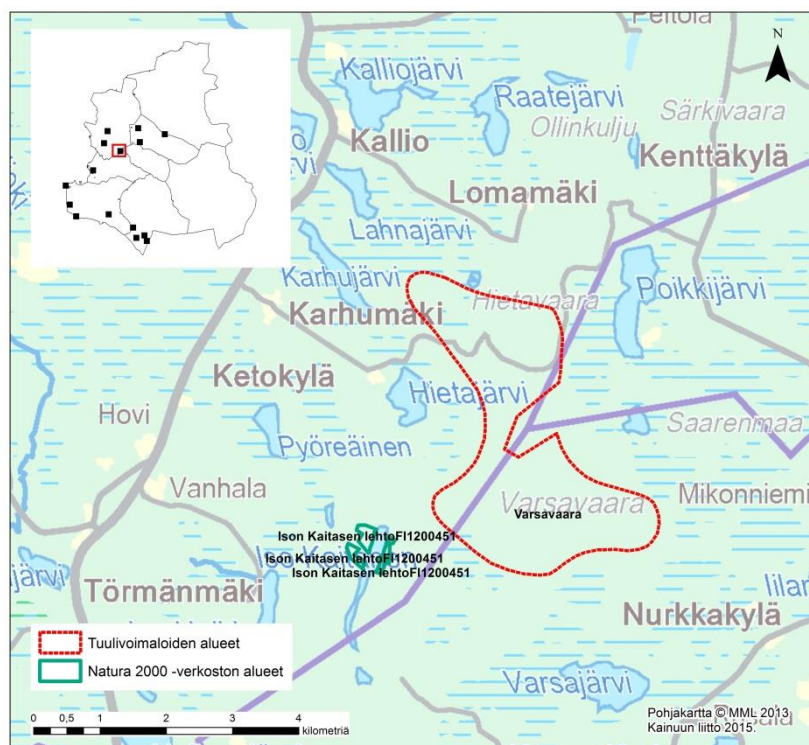 Peltola
N
Kalliojärvi
Raatejärvi
Ollinkulju
Särkivaara
Kallio
Kenttäkylä
Lomamäki
Lahnajärvi
Karhujärvi
Hietavaara
Poikkijärvi
Karhumäki
Ketokylä
Hietajärvi
Hovi
Saarenmaa
Pyöreäinen
Vanhala
Varsavaara
Varsavaara
Mikonniemi
Ison Kaitasen lehtoFI1200451
Ison Kaitasen lehtoFI1200451
Ison Kaitasen lehtoFI1200451
Törmänmäki
Nurkkakylä
Tuulivoimaloiden alueet
Natura 2000 -verkoston alueet
Varsajärvi
0 0,5 1 2 3 4
kilometriä
Pohjakartta © MML 2013
Kainuun liitto 2015.